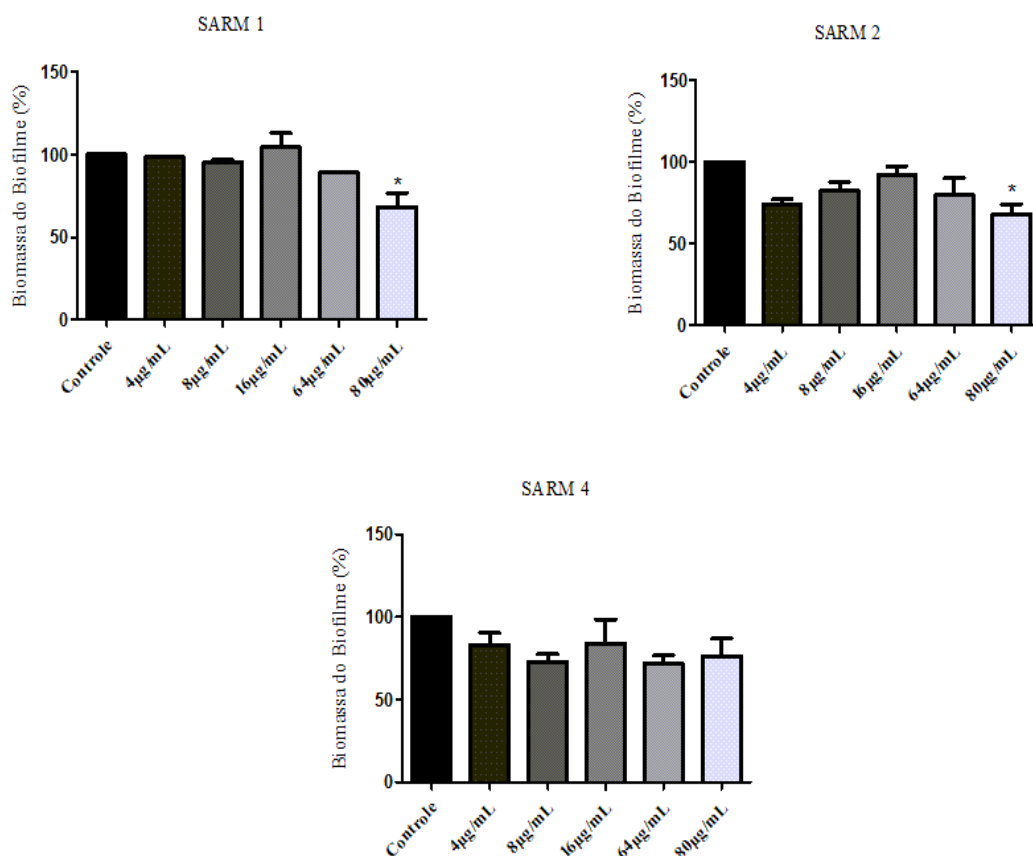 SARM 1
Biomassa do Biofilme (%)
150
100
50
0
*
Controle
4µg/mL
8µg/mL
16µg/mL
64µg/mL
80µg/mL
SARM 2
Biomassa do Biofilme (%)
150
100
50
0
*
Controle
4µg/mL
8µg/mL
16µg/mL
64µg/mL
80µg/mL
SARM 4
Biomassa do Biofilme (%)
150
100
50
0
Controle
4µg/mL
8µg/mL
16µg/mL
64µg/mL
80µg/mL